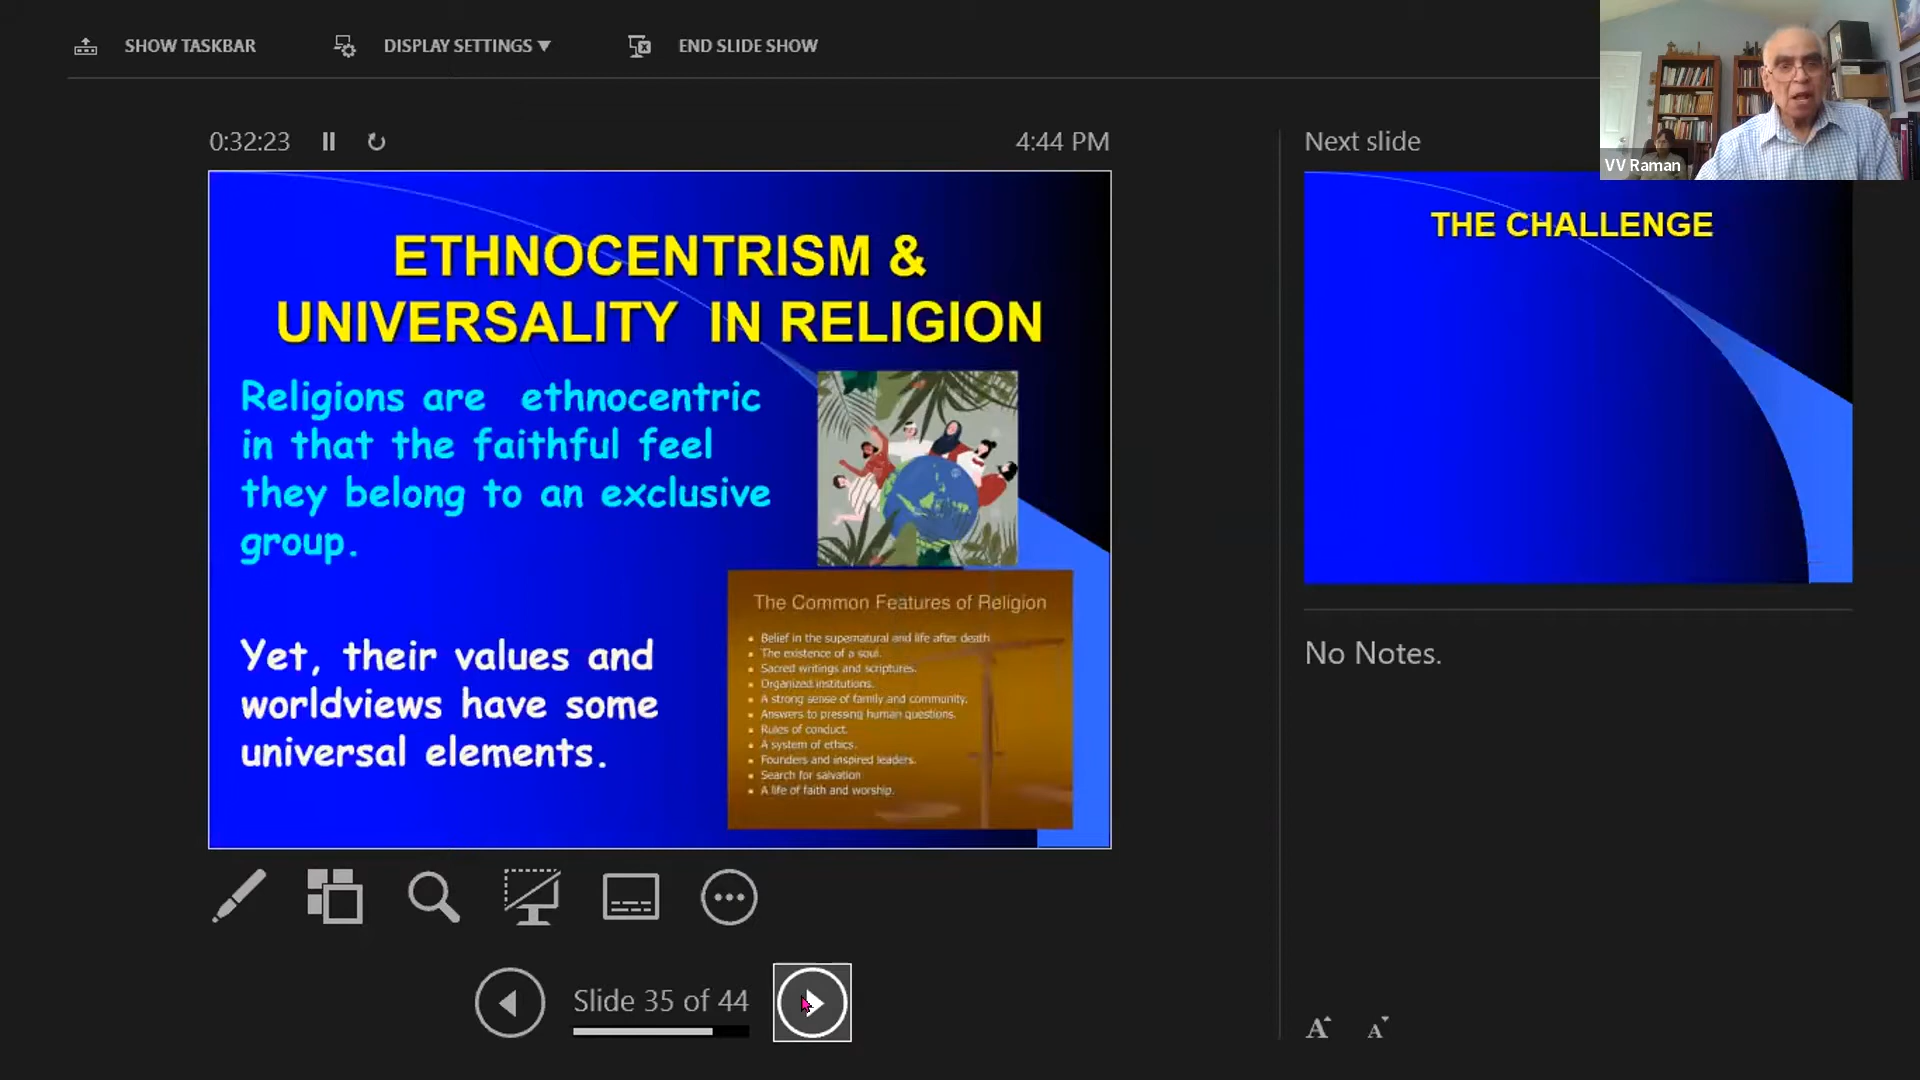 SHOW TASKBAR
DISPLAY SETTINGS ▼
END SLIDE SHOW
VV Raman
0:32:23
4:44 PM
Next slide
ETHNOCENTRISM &
UNIVERSALITY IN RELIGION
Religions are ethnocentric
in that the faithful feel
they belong to an exclusive
group.
Yet, their values and
worldviews have some
universal elements.
The Common Features of Religion
• Belief in the supernatural and life after death
• The existence of a soul.
• Sacred writings and scriptures.
• Organized institutions.
• A strong sense of family and community.
• Answers to pressing human questions.
• Rules of conduct.
• A system of ethics.
• Founders and inspired leaders.
• Search for salvation
• A life of faith and worship.
THE CHALLENGE
No Notes.
Slide 35 of 44
A A